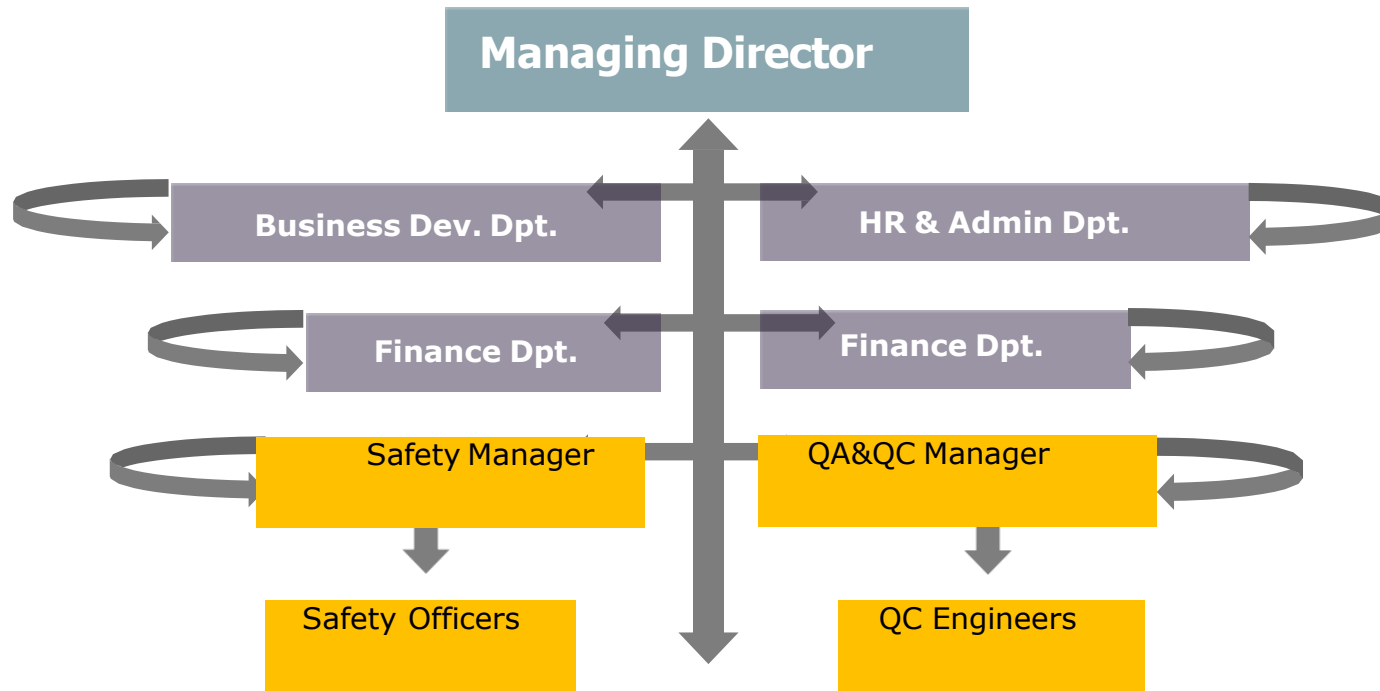 Managing Director
Business Dev. Dpt.
HR & Admin Dpt.
Finance Dpt.
Finance Dpt.
Safety Manager
QA&QC Manager
Safety Officers
QC Engineers